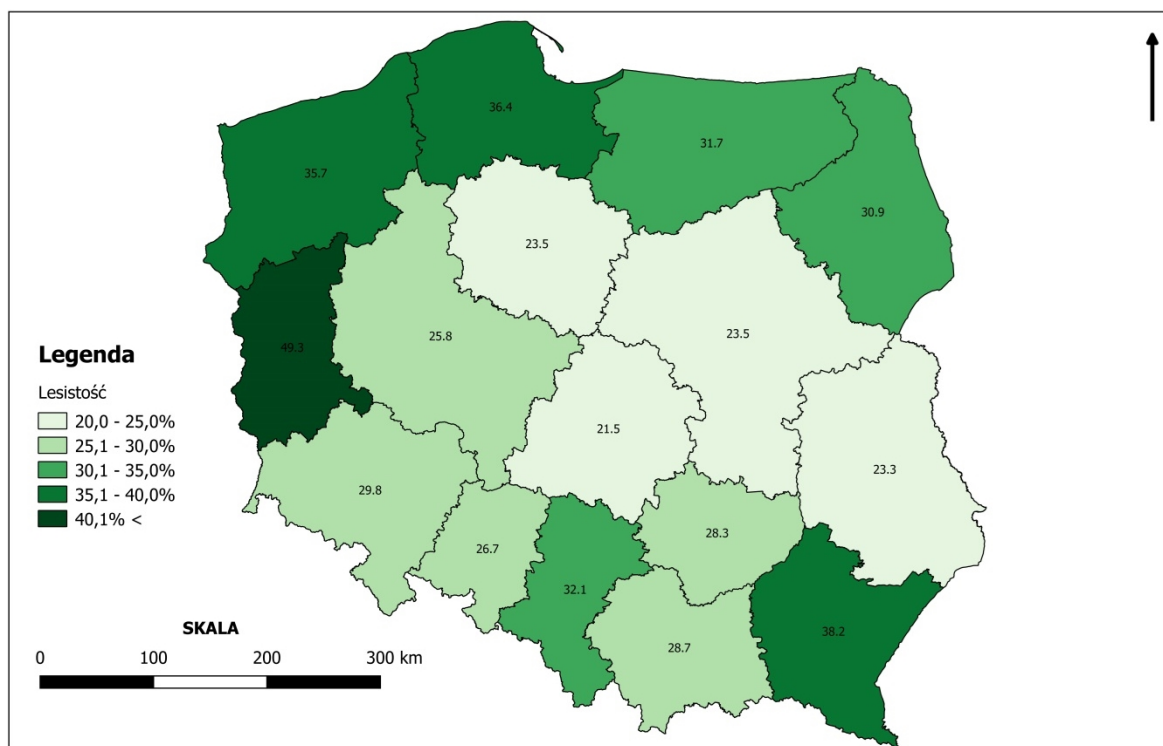 36.4
31.7
35.7
30.9
23.5
23.5
25.8
49.3
21.5
23.3
29.8
28.3
26.7
32.1
28.7
38.2
Legenda
Lesistość
20,0 - 25,0%
25,1 - 30,0%
30,1 - 35,0%
35,1 - 40,0%
40,1% <
SKALA
0 100 200 300 km